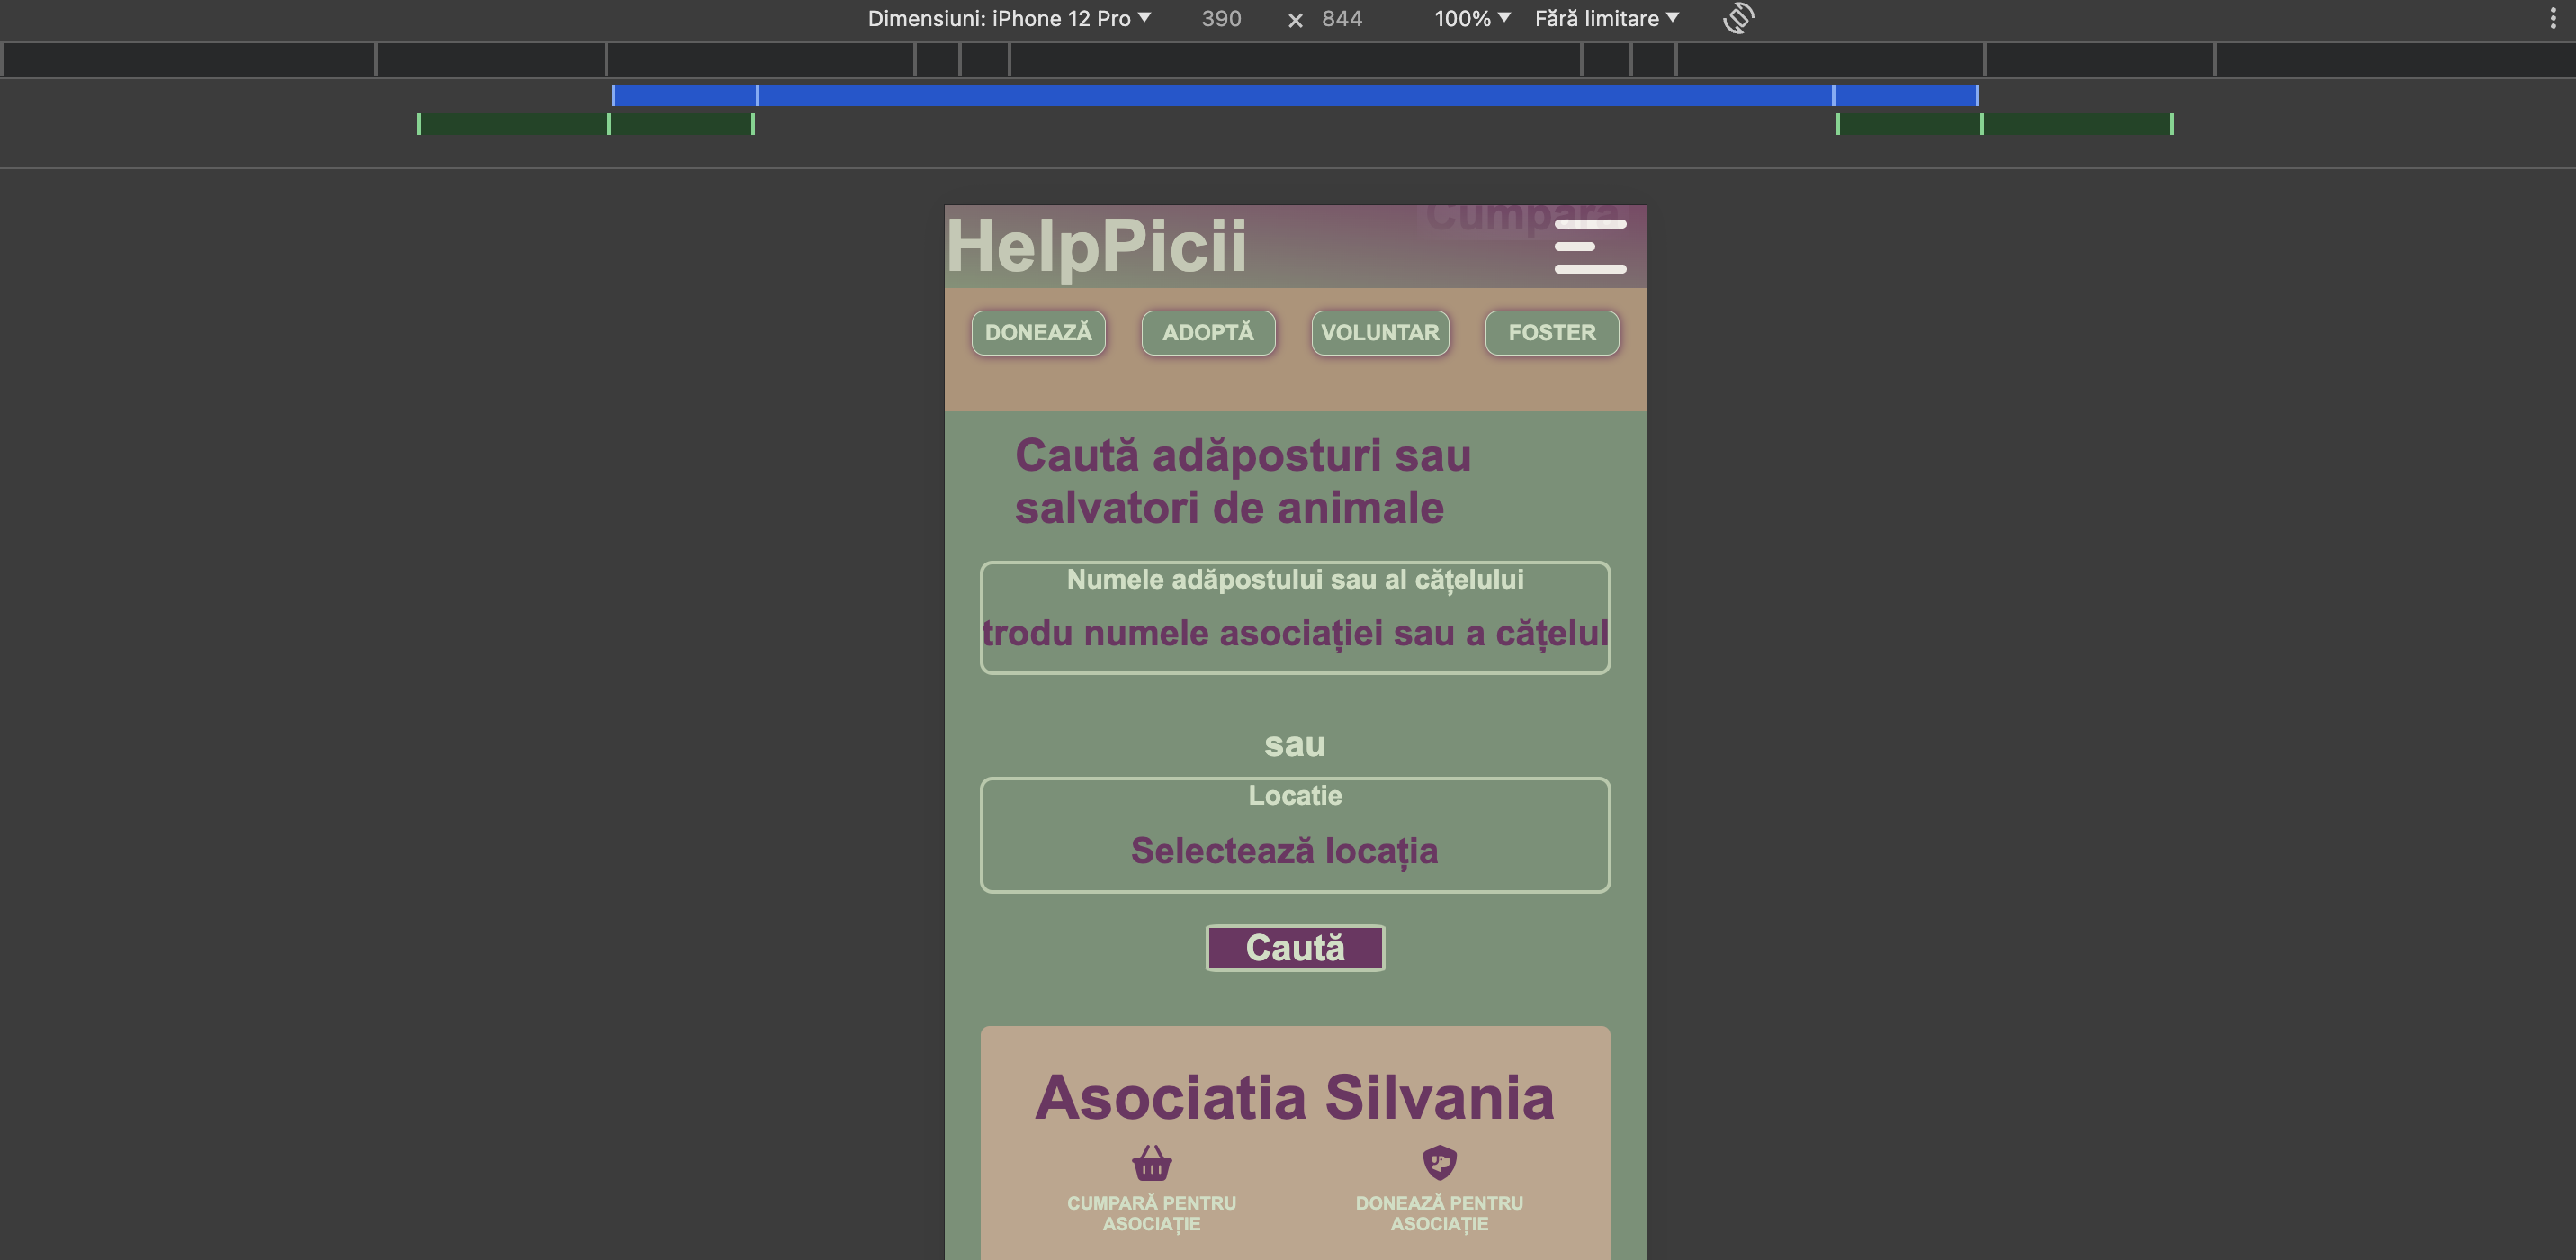 Dimensiuni: iPhone 12 Pro 390 × 844 100% Fără limitare
Cumpără
HelpPicii
DONEAZĂ ADOPTĂ VOLUNTAR FOSTER
Caută adăposturi sau
salvatori de animale
Numele adăpostului sau al cățelului
trodu numele asociației sau a cățelul
sau
Locatie
Selectează locația
Caută
Asociatia Silvania
CUMPARĂ PENTRU
ASOCIAȚIE
DONEAZĂ PENTRU
ASOCIAȚIE